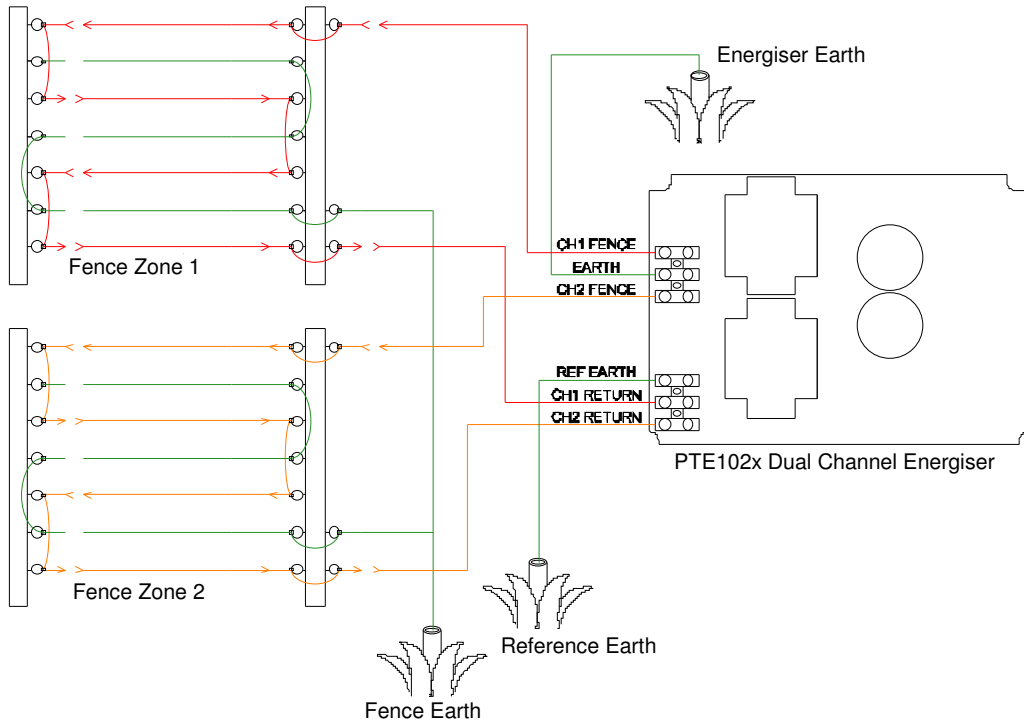 Energiser Earth
CH1 FENCE
EARTH
CH2 FENCE
Fence Zone 1
REF EARTH
CH1 RETURN
CH2 RETURN
PTE102x Dual Channel Energiser
Fence Zone 2
Reference Earth
Fence Earth